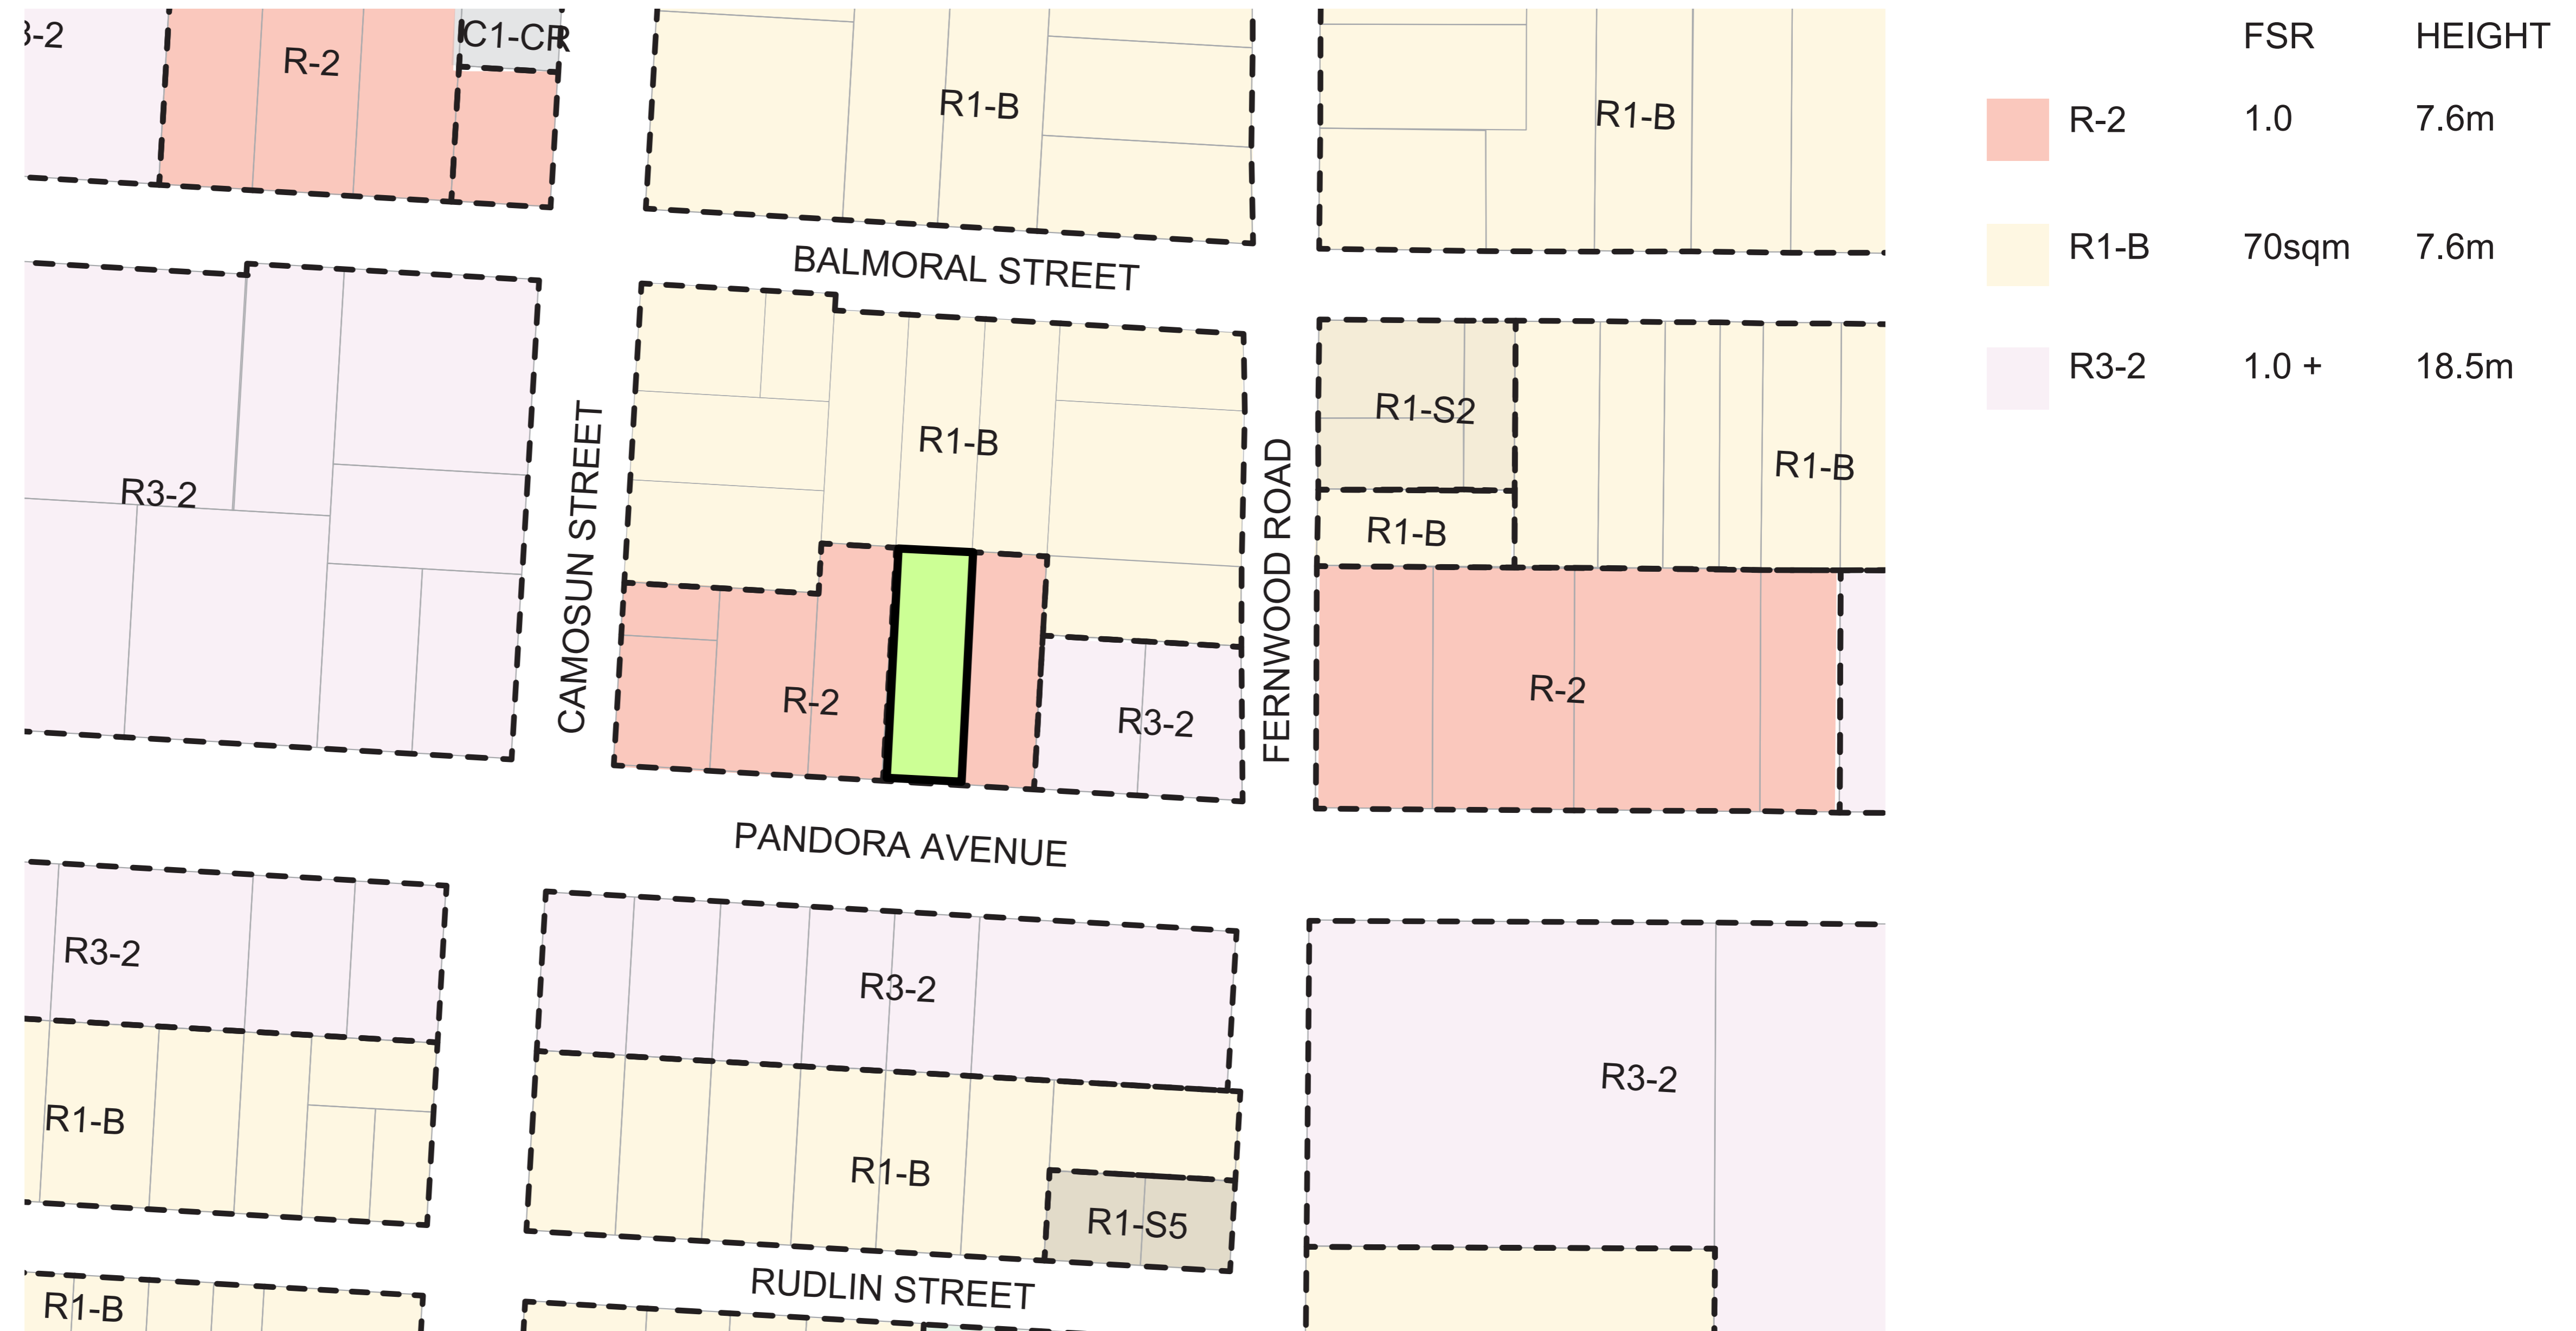 3-2
R-2
C1-CR
R1-B
R1-B
FSR HEIGHT
R-2 1.0 7.6m
R1-B 70sqm 7.6m
R3-2 1.0 + 18.5m
BALMORAL STREET
R3-2
CAMOSUN STREET
R1-B
FERNWOOD ROAD
R1-S2
R1-B
R1-B
R-2
R3-2
R-2
PANDORA AVENUE
R3-2
R3-2
R3-2
R1-B
R1-B
R1-S5
RUDLIN STREET
R1-B